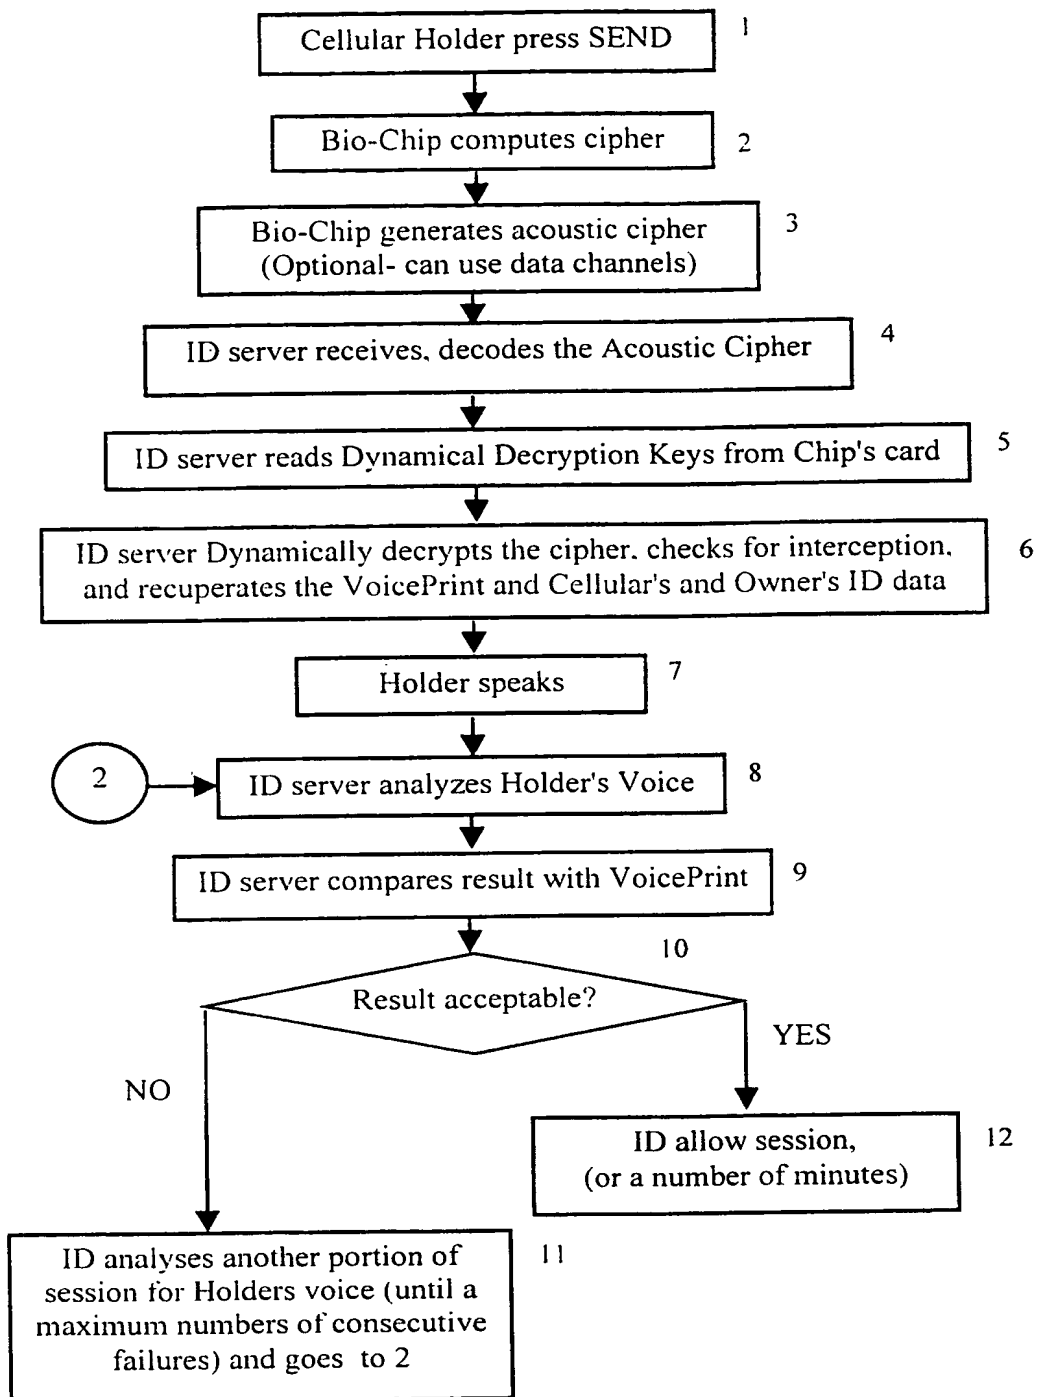 Cellular Holder press SEND
1
Bio-Chip computes cipher
2
Bio-Chip generates acoustic cipher
(Optional- can use data channels)
3
ID server receives, decodes the Acoustic Cipher
4
ID server reads Dynamical Decryption Keys from Chip's card
5
ID server Dynamically decrypts the cipher, checks for interception,
and recuperates the VoicePrint and Cellular's and Owner's ID data
6
Holder speaks
7
2
ID server analyzes Holder's Voice
8
ID server compares result with VoicePrint
9
10
Result acceptable?
YES
NO
ID allow session,
(or a number of minutes)
12
ID analyses another portion of
session for Holders voice (until a
maximum numbers of consecutive
failures) and goes to 2
11